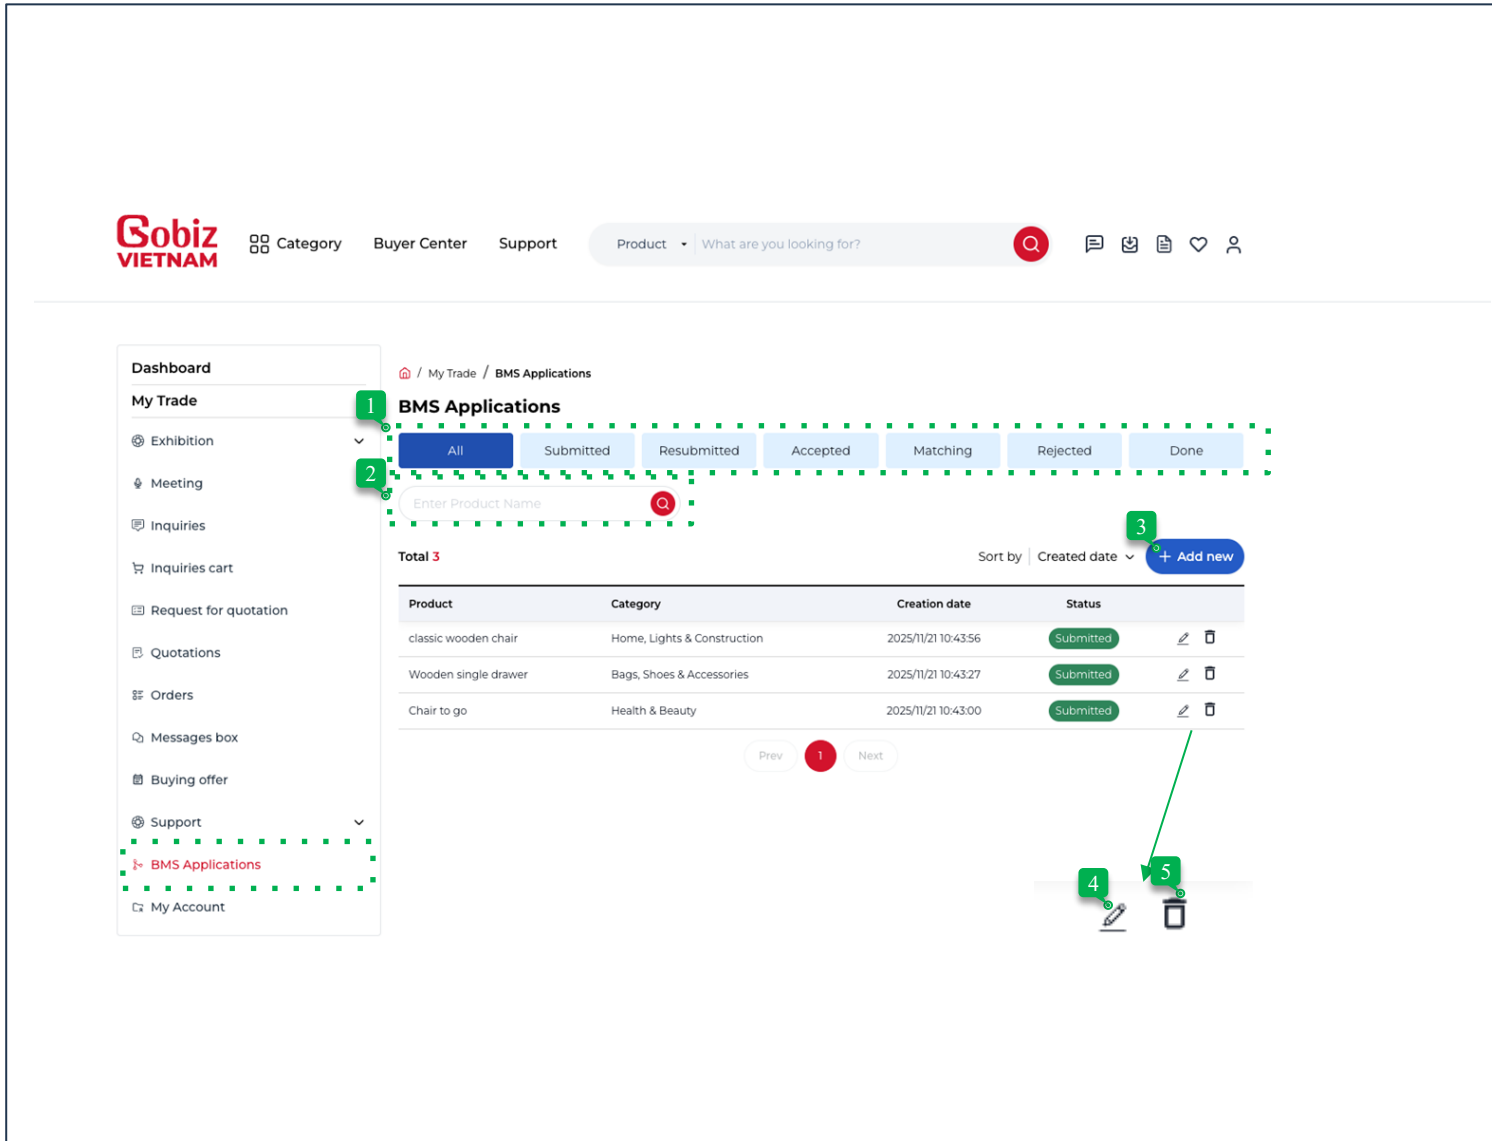 Gobiz
VIETNAM
Category
Buyer Center
Support
Product
What are you looking for?
Dashboard
My Trade
Exhibition
Meeting
Inquiries
Inquiries cart
Request for quotation
Quotations
Orders
Messages box
Buying offer
Support
BMS Applications
My Account
/ My Trade / BMS Applications
1
BMS Applications
All
Submitted
Resubmitted
Accepted
Matching
Rejected
Done
2
Enter Product Name
3
Total 3
Sort by
Created date
+ Add new
Product
Category
Creation date
Status
classic wooden chair
Home, Lights & Construction
2025/11/21 10:43:56
Submitted
Wooden single drawer
Bags, Shoes & Accessories
2025/11/21 10:43:27
Submitted
Chair to go
Health & Beauty
2025/11/21 10:43:00
Submitted
Prev
1
Next
4
5